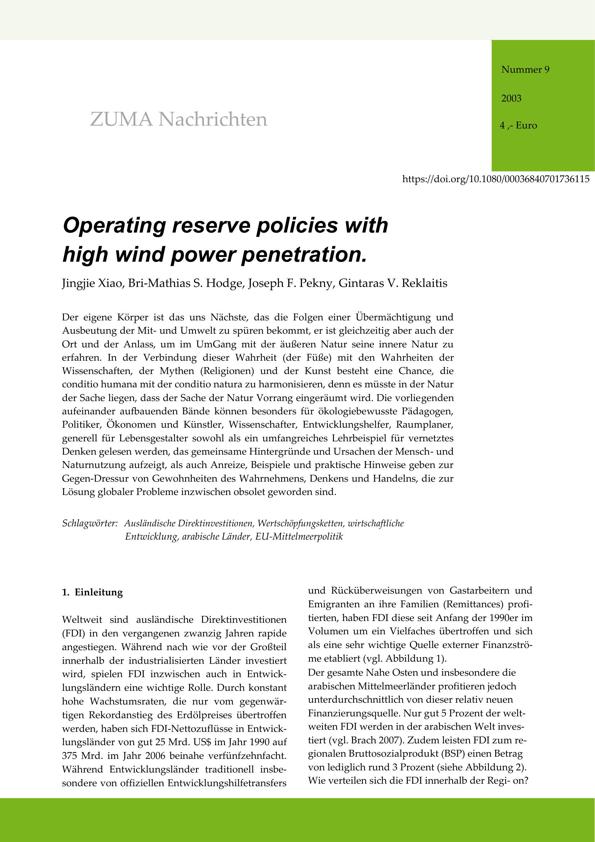 Nummer 9
2003
4 ,- Euro
ZUMA Nachrichten
https://doi.org/10.1080/00036840701736115
Operating reserve policies with
high wind power penetration.
Jingjie Xiao, Bri-Mathias S. Hodge, Joseph F. Pekny, Gintaras V. Reklaitis
Der eigene Körper ist das uns Nächste, das die Folgen einer Übermächtigung und
Ausbeutung der Mit- und Umwelt zu spüren bekommt, er ist gleichzeitig aber auch der
Ort und der Anlass, um im UmGang mit der äußeren Natur seine innere Natur zu
erfahren. In der Verbindung dieser Wahrheit (der Füße) mit den Wahrheiten der
Wissenschaften, der Mythen (Religionen) und der Kunst besteht eine Chance, die
conditio humana mit der conditio natura zu harmonisieren, denn es müsste in der Natur
der Sache liegen, dass der Sache der Natur Vorrang eingeräumt wird. Die vorliegenden
aufeinander aufbauenden Bände können besonders für ökologiebewusste Pädagogen,
Politiker, Ökonomen und Künstler, Wissenschafter, Entwicklungshelfer, Raumplaner,
generell für Lebensgestalter sowohl als ein umfangreiches Lehrbeispiel für vernetztes
Denken gelesen werden, das gemeinsame Hintergründe und Ursachen der Mensch- und
Naturnutzung aufzeigt, als auch Anreize, Beispiele und praktische Hinweise geben zur
Gegen-Dressur von Gewohnheiten des Wahrnehmens, Denkens und Handelns, die zur
Lösung globaler Probleme inzwischen obsolet geworden sind.
Schlagwörter: Ausländische Direktinvestitionen, Wertschöpfungsketten, wirtschaftliche
Entwicklung, arabische Länder, EU-Mittelmeerpolitik
1. Einleitung
Weltweit sind ausländische Direktinvestitionen
(FDI) in den vergangenen zwanzig Jahren rapide
angestiegen. Während nach wie vor der Großteil
innerhalb der industrialisierten Länder investiert
wird, spielen FDI inzwischen auch in Entwick-
lungsländern eine wichtige Rolle. Durch konstant
hohe Wachstumsraten, die nur vom gegenwär-
tigen Rekordanstieg des Erdölpreises übertroffen
werden, haben sich FDI-Nettozuflüsse in Entwick-
lungsländer von gut 25 Mrd. US$ im Jahr 1990 auf
375 Mrd. im Jahr 2006 beinahe verfünfzehnfacht.
Während Entwicklungsländer traditionell insbe-
sondere von offiziellen Entwicklungshilfetransfers
und Rücküberweisungen von Gastarbeitern und
Emigranten an ihre Familien (Remittances) profi-
tierten, haben FDI diese seit Anfang der 1990er im
Volumen um ein Vielfaches übertroffen und sich
als eine sehr wichtige Quelle externer Finanzströ-
me etabliert (vgl. Abbildung 1).
Der gesamte Nahe Osten und insbesondere die
arabischen Mittelmeerländer profitieren jedoch
unterdurchschnittlich von dieser relativ neuen
Finanzierungsquelle. Nur gut 5 Prozent der welt-
weiten FDI werden in der arabischen Welt inves-
tiert (vgl. Brach 2007). Zudem leisten FDI zum re-
gionalen Bruttosozialprodukt (BSP) einen Betrag
von lediglich rund 3 Prozent (siehe Abbildung 2).
Wie verteilen sich die FDI innerhalb der Regi- on?